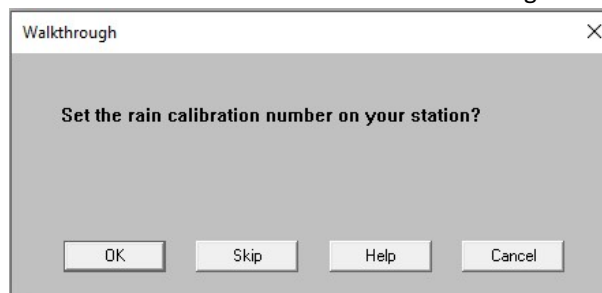 Walkthrough
Set the rain calibration number on your station?
OK Skip Help Cancel